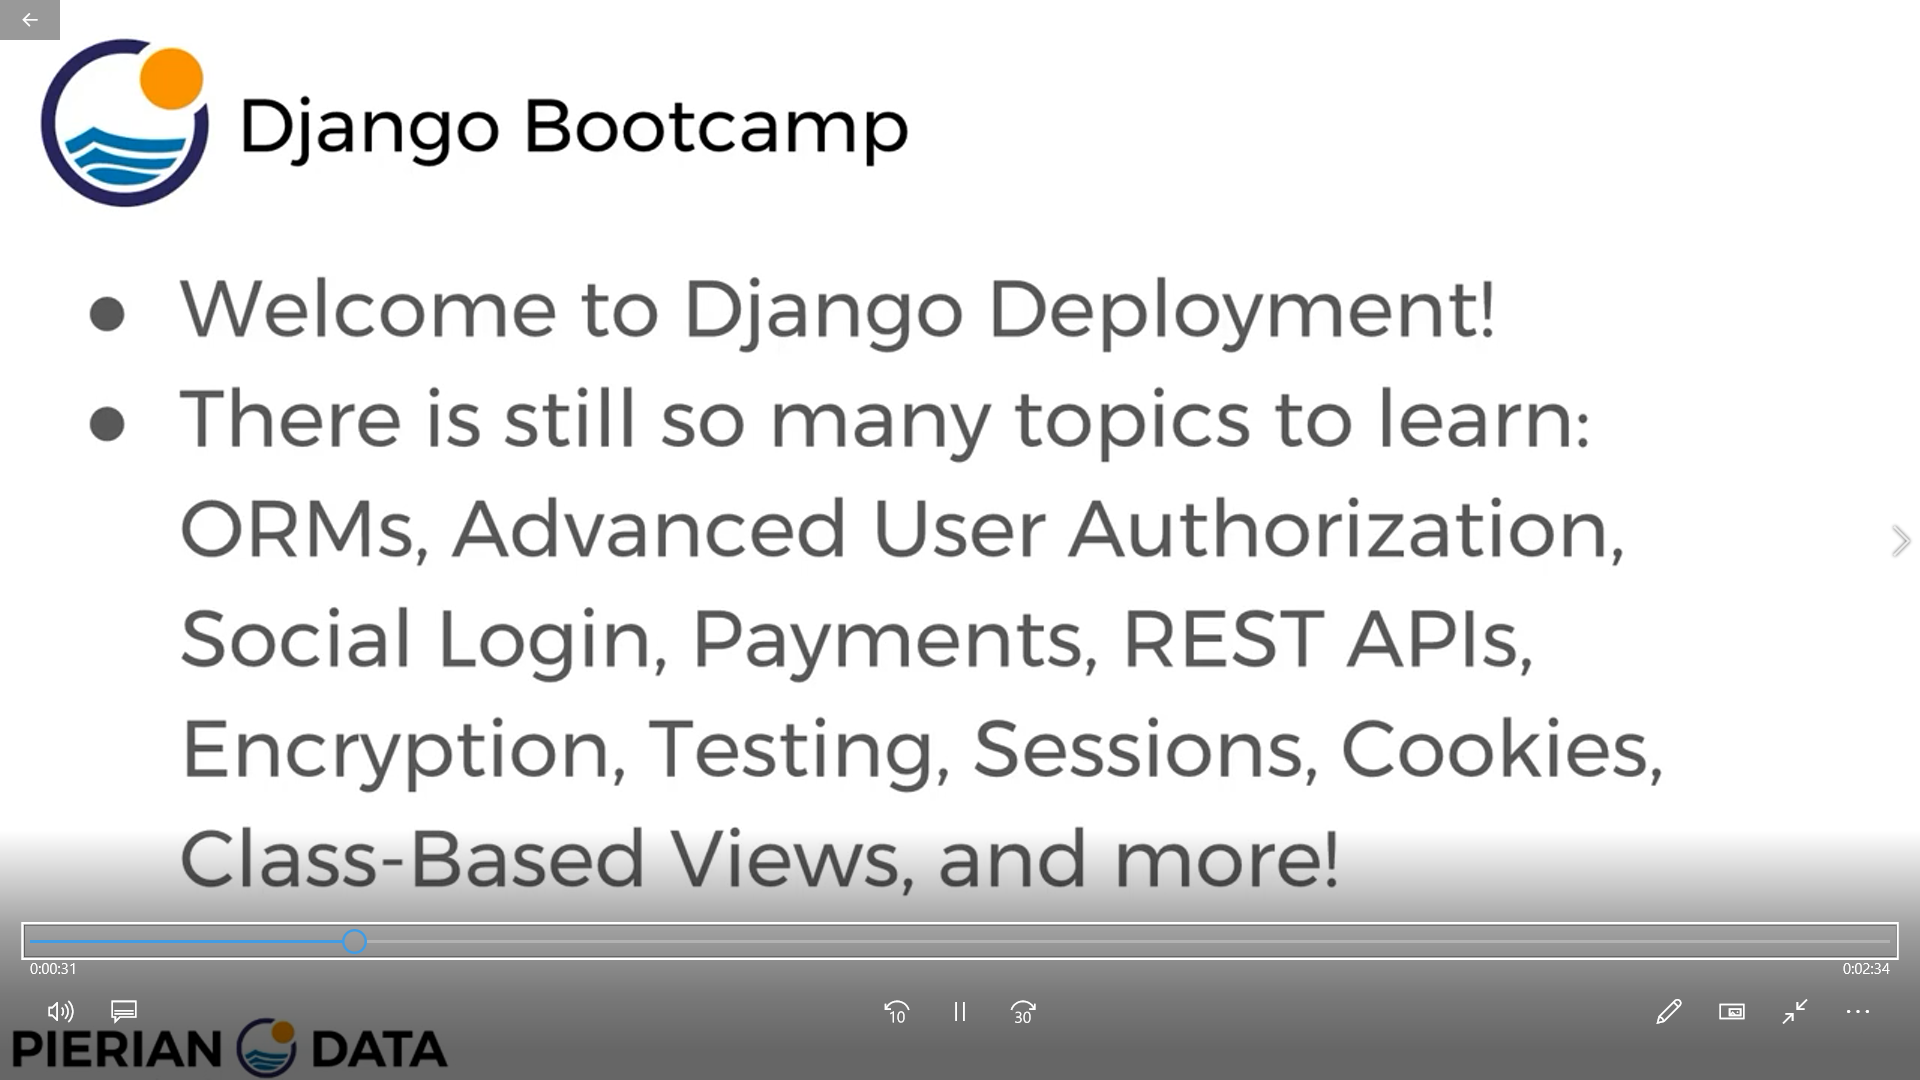 Django Bootcamp
● Welcome to Django Deployment!
● There is still so many topics to learn:
ORMs, Advanced User Authorization,
Social Login, Payments, REST APIs,
Encryption, Testing, Sessions, Cookies,
Class-Based Views, and more!
0:00:31
0:02:34
10
30
PIERIAN DATA